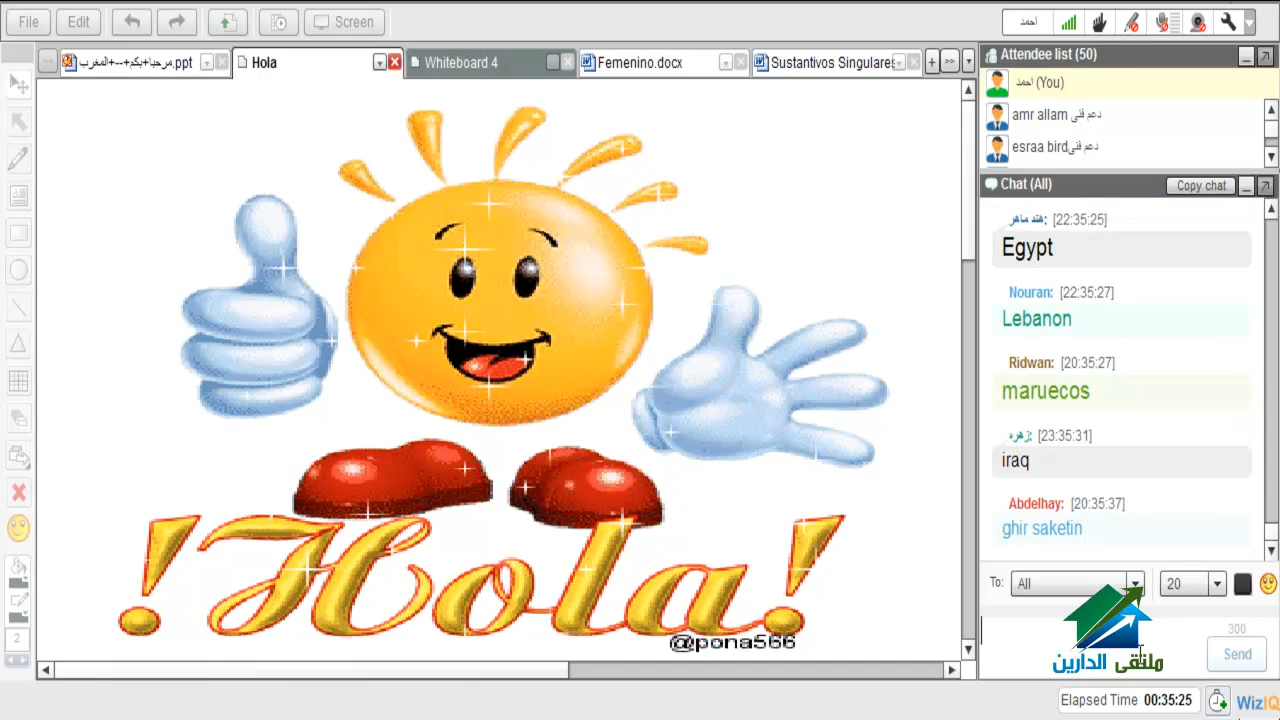 File Edit Screen
احمد
مرحبا+بكم+--+المغرب.ppt Hola Whiteboard 4 Femenino.docx Sustantivos Singulares + >>
Attendee list (50)
احمد (You)
amr allam دعم فنى
esraa bird دعم فنى
Chat (All) Copy chat
هند ماهر: [22:35:25]
Egypt
Nouran: [22:35:27]
Lebanon
Ridwan: [20:35:27]
maruecos
زهره: [23:35:31]
iraq
Abdelhay: [20:35:37]
ghir saketin
!Hola!
@pona566
To: All 20
300
Send
ملتقى الدارين
2
Elapsed Time 00:35:25 WizIQ